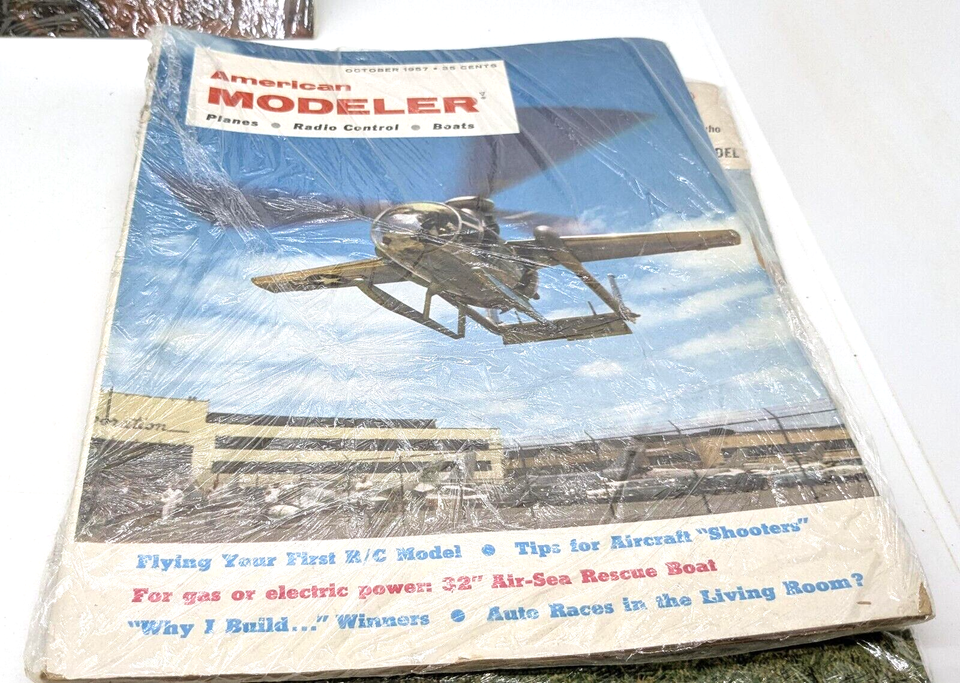 OCTOBER 1957 • 35 CENTS
American
MODELER
Planes ● Radio Control ● Boats
oration
Flying Your First R/C Model ● Tips for Aircraft "Shooters"
For gas or electric power: 32" Air-Sea Rescue Boat
"Why I Build..." Winners ● Auto Races in the Living Room?